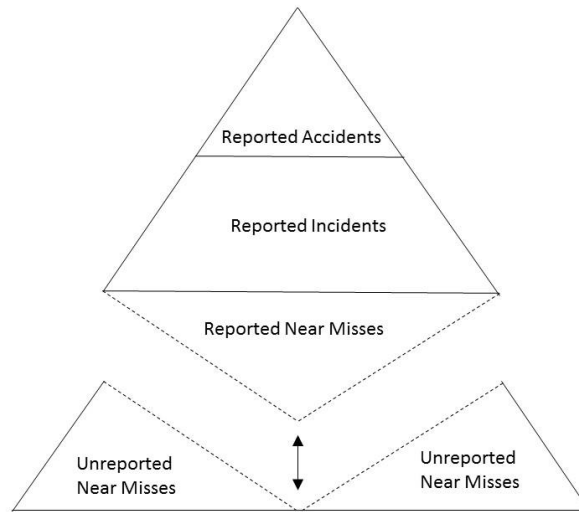 Reported Accidents
Reported Incidents
Reported Near Misses
Unreported
Near Misses
Unreported
Near Misses